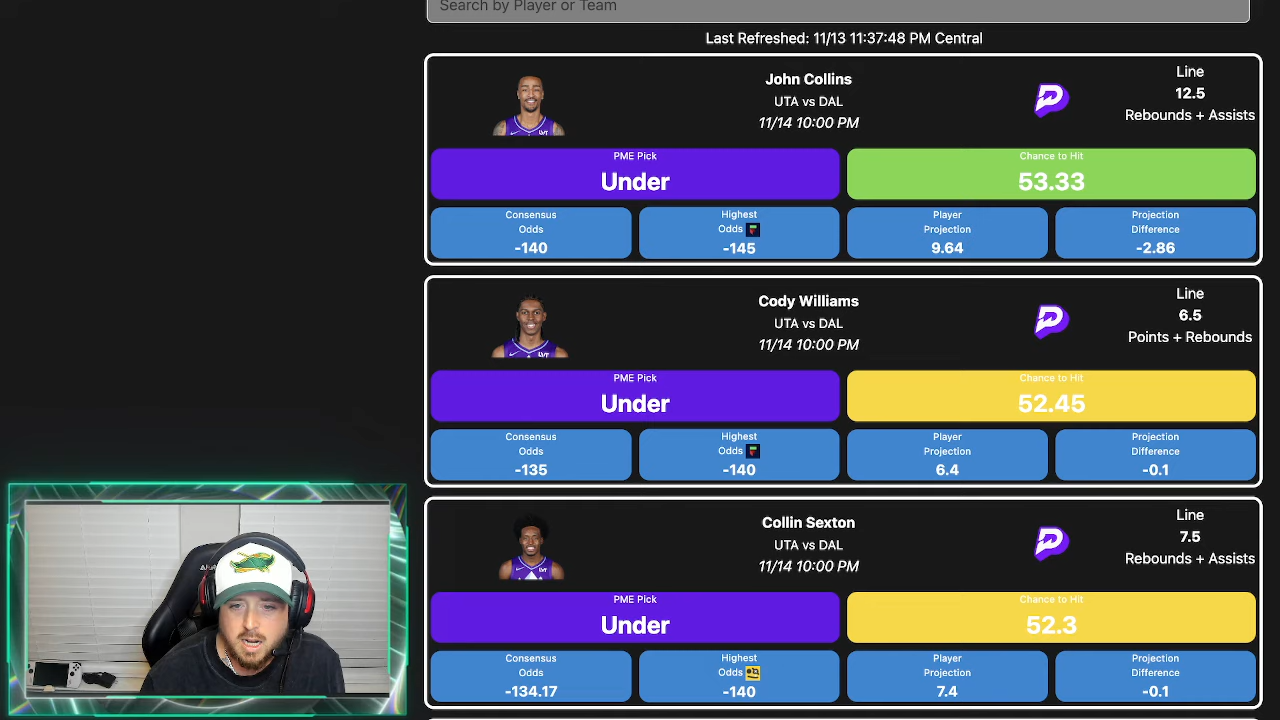 Search by Player or Team
Last Refreshed: 11/13 11:37:48 PM Central
John Collins
UTA vs DAL
11/14 10:00 PM
Line
12.5
Rebounds + Assists
PME Pick
Under
Chance to Hit
53.33
Consensus
Odds
-140
Highest
Odds
-145
Player
Projection
9.64
Projection
Difference
-2.86
Cody Williams
UTA vs DAL
11/14 10:00 PM
Line
6.5
Points + Rebounds
PME Pick
Under
Chance to Hit
52.45
Consensus
Odds
-135
Highest
Odds
-140
Player
Projection
6.4
Projection
Difference
-0.1
Collin Sexton
UTA vs DAL
11/14 10:00 PM
Line
7.5
Rebounds + Assists
PME Pick
Under
Chance to Hit
52.3
Consensus
Odds
-134.17
Highest
Odds
-140
Player
Projection
7.4
Projection
Difference
-0.1